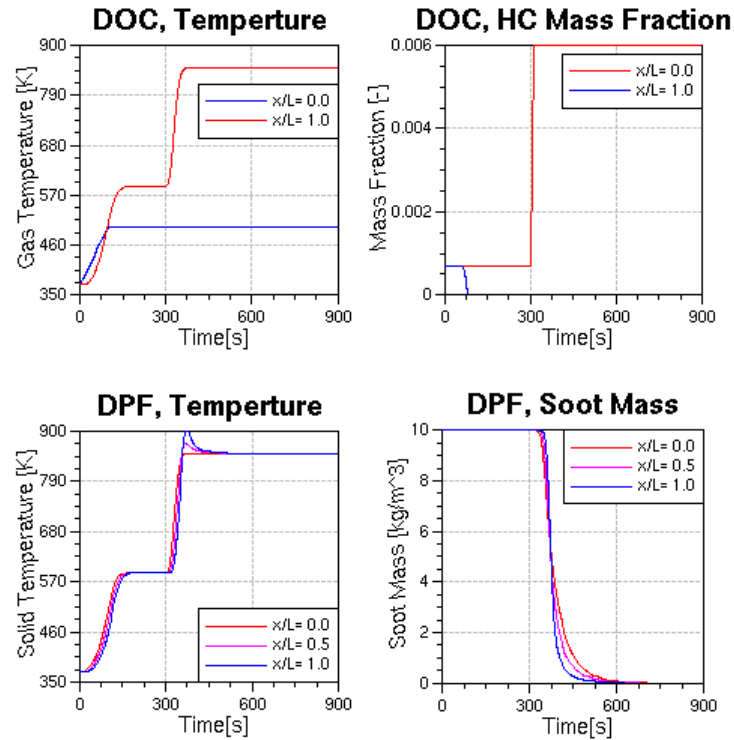 DOC, Temperture
Gas Temperature [K]
900
790
680
570
460
350
x/L= 0.0
x/L= 1.0
0
300
600
900
Time[s]
DOC, HC Mass Fraction
Mass Fraction [-]
0.006
0.004
0.002
0
x/L= 0.0
x/L= 1.0
0
300
600
900
Time[s]
DPF, Temperture
Solid Temperature [K]
900
790
680
570
460
350
x/L= 0.0
x/L= 0.5
x/L= 1.0
0
300
600
900
Time[s]
DPF, Soot Mass
Soot Mass [kg/m^3]
10
8
6
4
2
0
x/L= 0.0
x/L= 0.5
x/L= 1.0
0
300
600
900
Time[s]